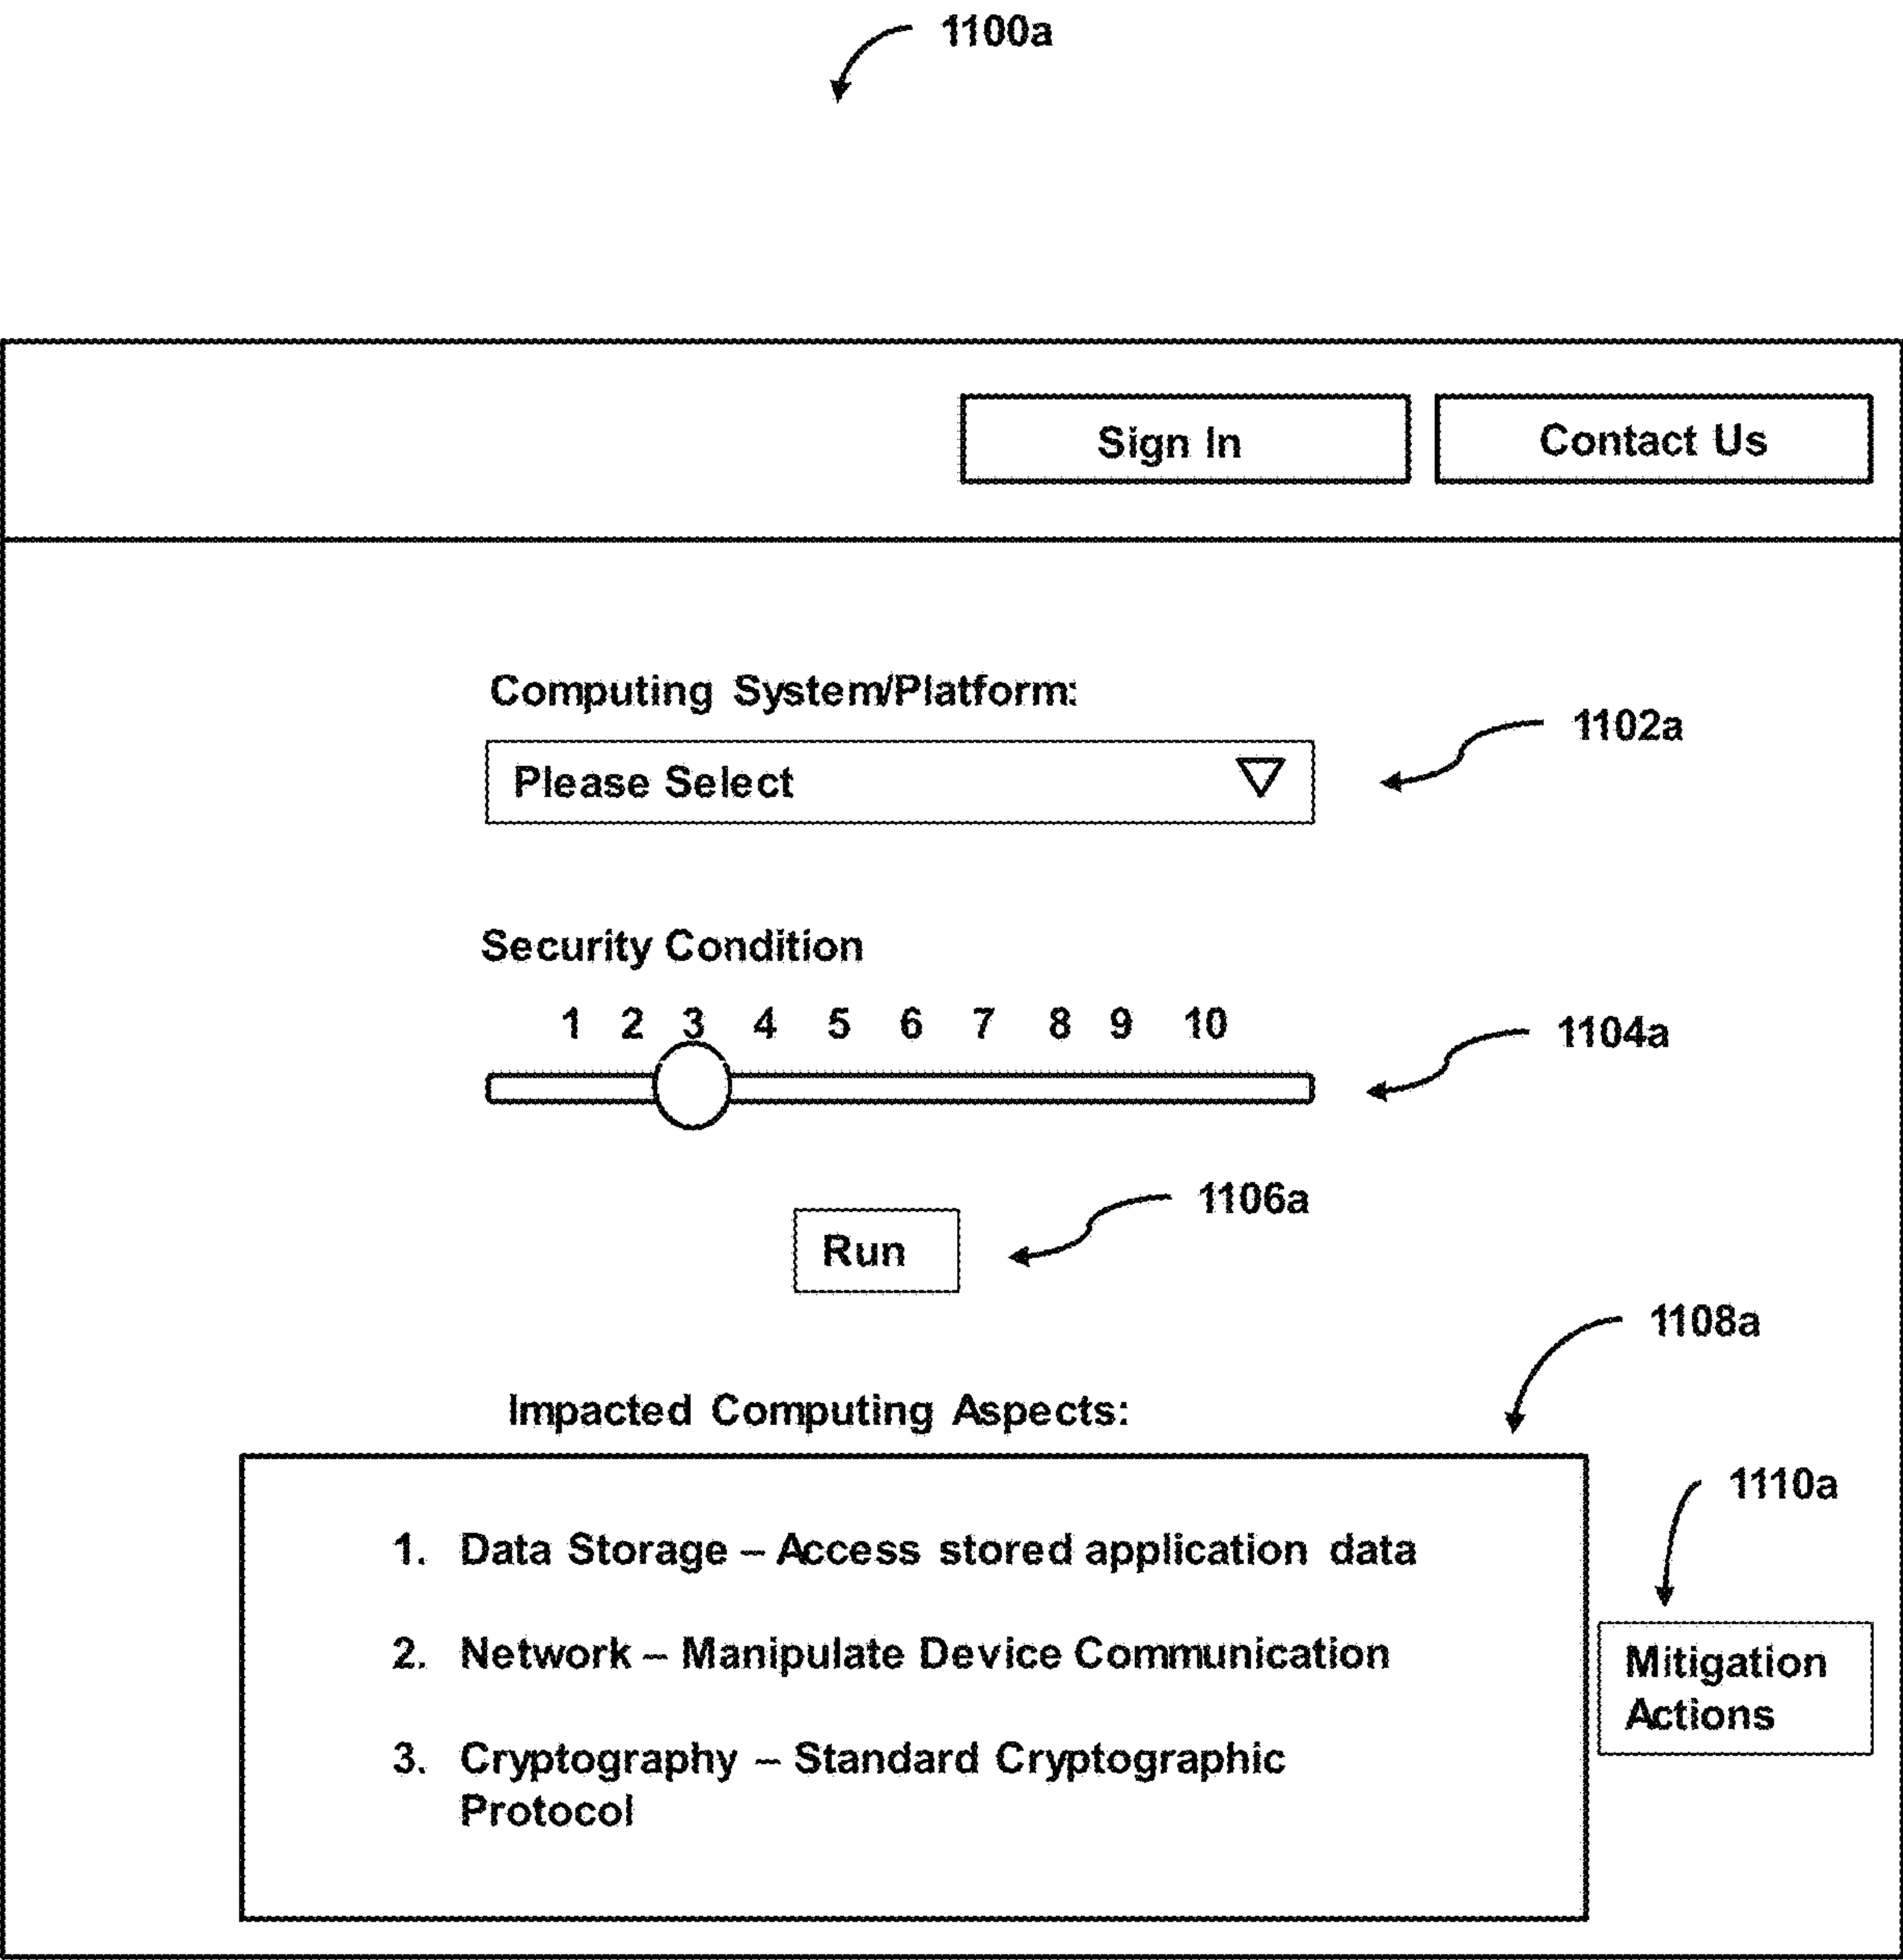 1100a
Sign In
Contact Us
Computing System/Platform:
Please Select
1102a
Security Condition
1 2 3 4 5 6 7 8 9 10
1104a
Run
1106a
1108a
Impacted Computing Aspects:
1. Data Storage – Access stored application data
2. Network – Manipulate Device Communication
3. Cryptography – Standard Cryptographic
Protocol
1110a
Mitigation
Actions